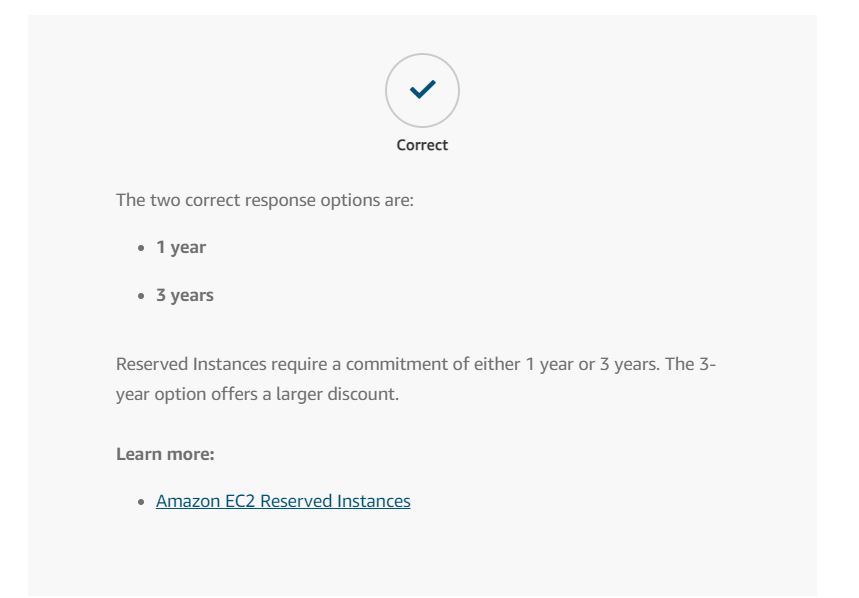 Correct
The two correct response options are:
• 1 year
• 3 years
Reserved Instances require a commitment of either 1 year or 3 years. The 3-
year option offers a larger discount.
Learn more:
• Amazon EC2 Reserved Instances